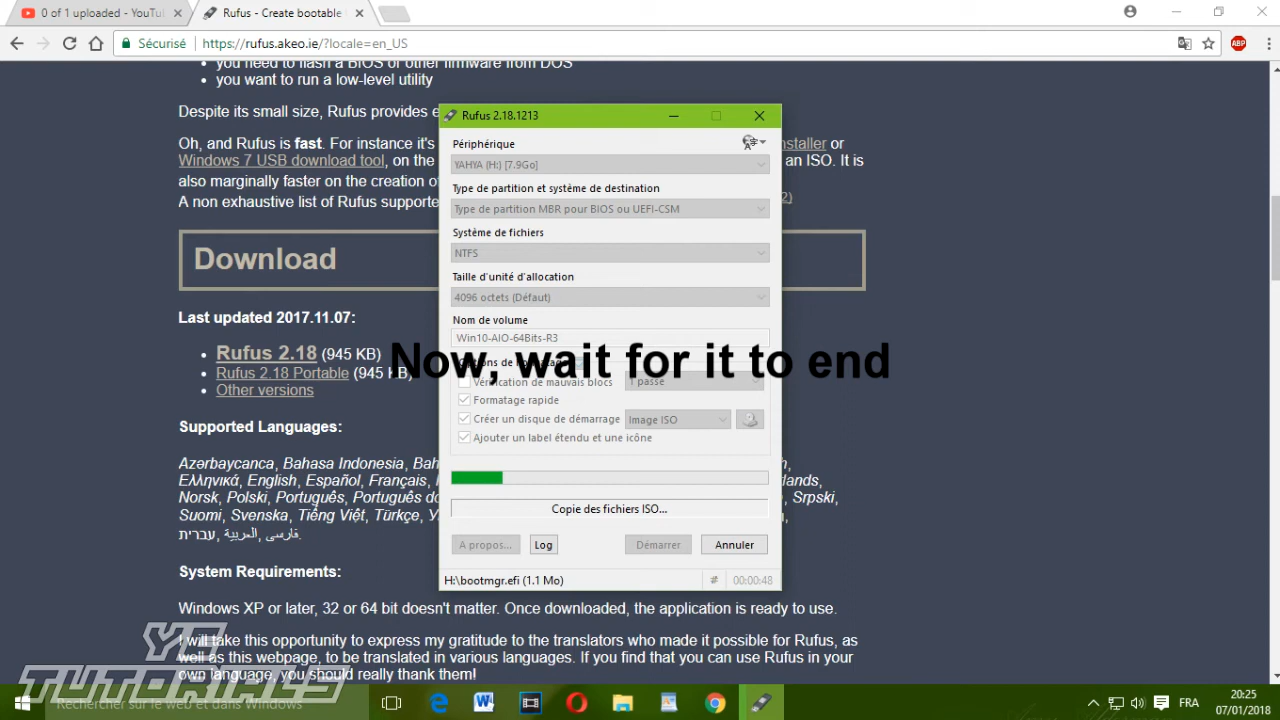 0 of 1 uploaded - YouTu
Rufus - Create bootable
Sécurisé
https://rufus.akeo.ie/?locale=en_US
ABP
you need to flash a BIOS or other firmware from DOS
you want to run a low-level utility
Despite its small size, Rufus provides e
Oh, and Rufus is fast. For instance it's
nstaller or
Windows 7 USB download tool, on the
an ISO. It is
also marginally faster on the creation of
A non exhaustive list of Rufus supporte
2)
Download
Last updated 2017.11.07:
Rufus 2.18 (945 KB)
Rufus 2.18 Portable (945 KB)
Other versions
Supported Languages:
Azərbaycanca, Bahasa Indonesia, Bah
Ελληνικά, English, Español, Français,
rlands,
Norsk, Polski, Português, Português do
Srpski,
Suomi, Svenska, Tiếng Việt, Türkçe, У
فارسی, العربية, עברית.
System Requirements:
Windows XP or later, 32 or 64 bit doesn't matter. Once downloaded, the application is ready to use.
I will take this opportunity to express my gratitude to the translators who made it possible for Rufus, as
well as this webpage, to be translated in various languages. If you find that you can use Rufus in your
own language, you should really thank them!
Rufus 2.18.1213
Périphérique
YAHYA (H:) [7.9Go]
Type de partition et système de destination
Type de partition MBR pour BIOS ou UEFI-CSM
Système de fichiers
NTFS
Taille d'unité d'allocation
4096 octets (Défaut)
Nom de volume
Win10-AIO-64Bits-R3
Now, wait for it to end
Options de formatage
Vérification de mauvais blocs
1 passe
Formatage rapide
Créer un disque de démarrage
Image ISO
Ajouter un label étendu et une icône
Copie des fichiers ISO...
A propos...
Log
Démarrer
Annuler
H:\bootmgr.efi (1.1 Mo)
#
00:00:48
YS
TUTORIALS
Rechercher sur le web et dans Windows
FRA
20:25
07/01/2018